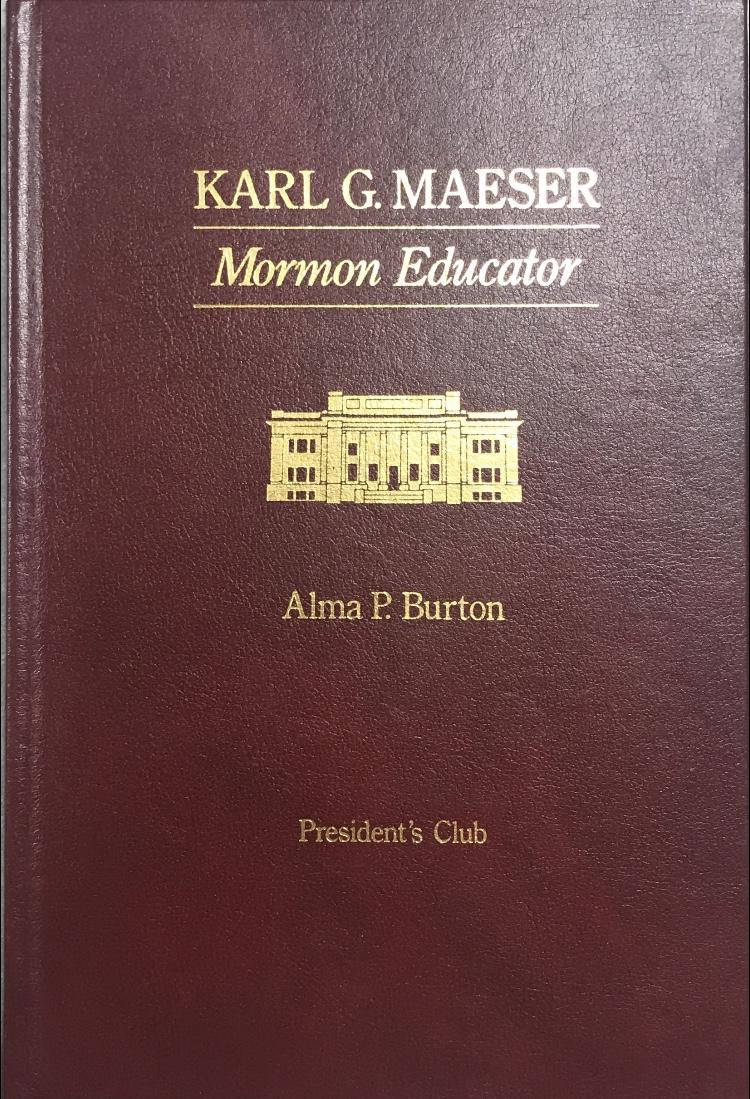 KARL G. MAESER
Mormon Educator
Alma P. Burton
President's Club